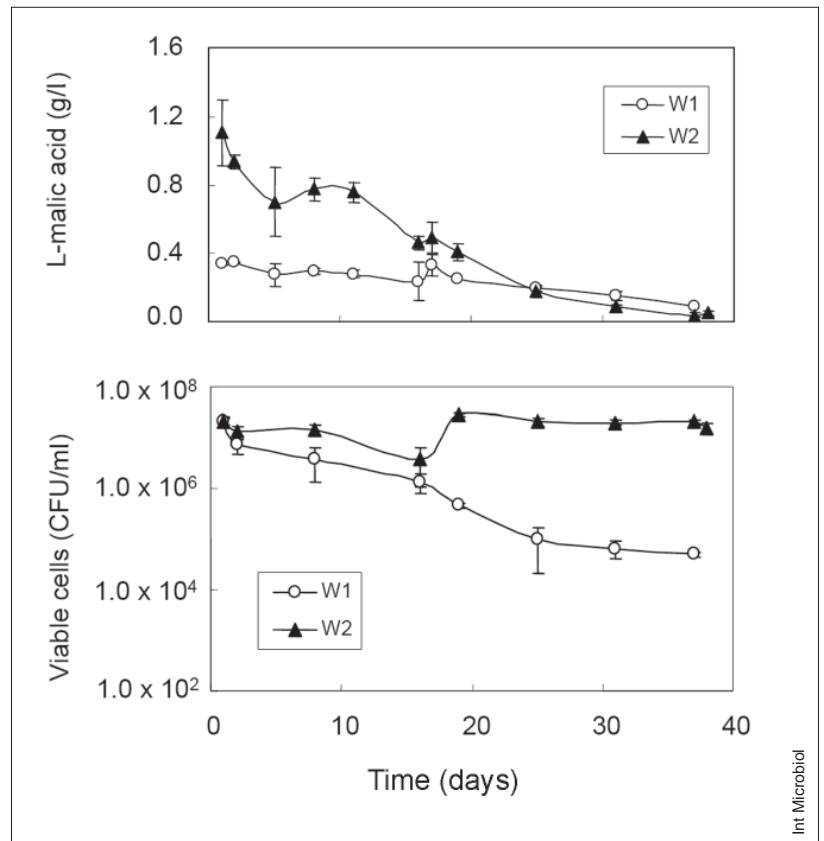 L-malic acid (g/l)
1.6
1.2
0.8
0.4
0.0
W1
W2
Viable cells (CFU/ml)
1.0 x 10⁸
1.0 x 10⁶
1.0 x 10⁴
1.0 x 10²
W1
W2
0 10 20 30 40
Time (days)
Int Microbiol